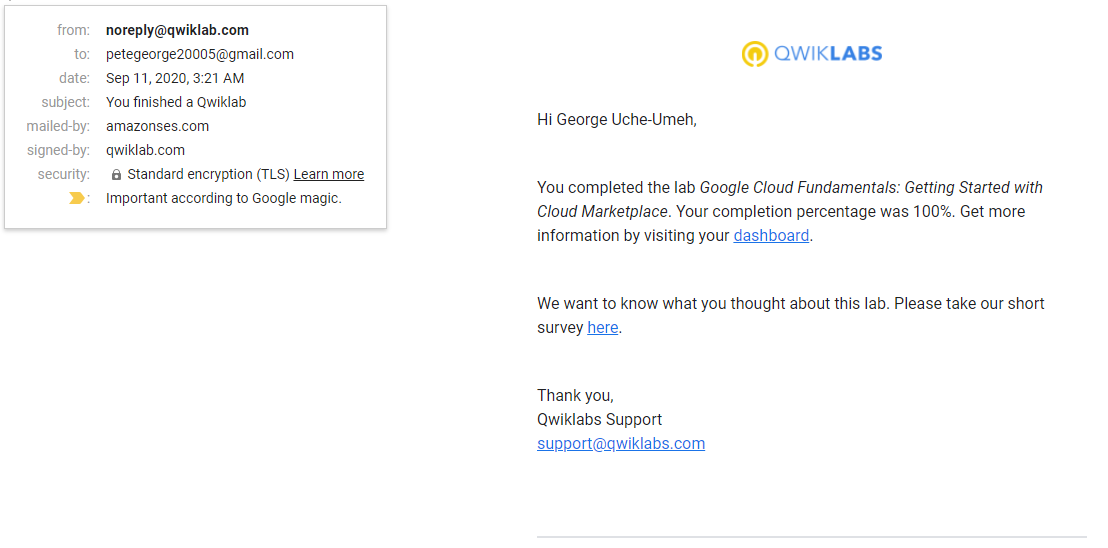 from: noreply@qwiklab.com
to: petegeorge20005@gmail.com
date: Sep 11, 2020, 3:21 AM
subject: You finished a Qwiklab
mailed-by: amazonses.com
signed-by: qwiklab.com
security: Standard encryption (TLS) Learn more
: Important according to Google magic.
QWIKLABS
Hi George Uche-Umeh,
You completed the lab Google Cloud Fundamentals: Getting Started with
Cloud Marketplace. Your completion percentage was 100%. Get more
information by visiting your dashboard.
We want to know what you thought about this lab. Please take our short
survey here.
Thank you,
Qwiklabs Support
support@qwiklabs.com